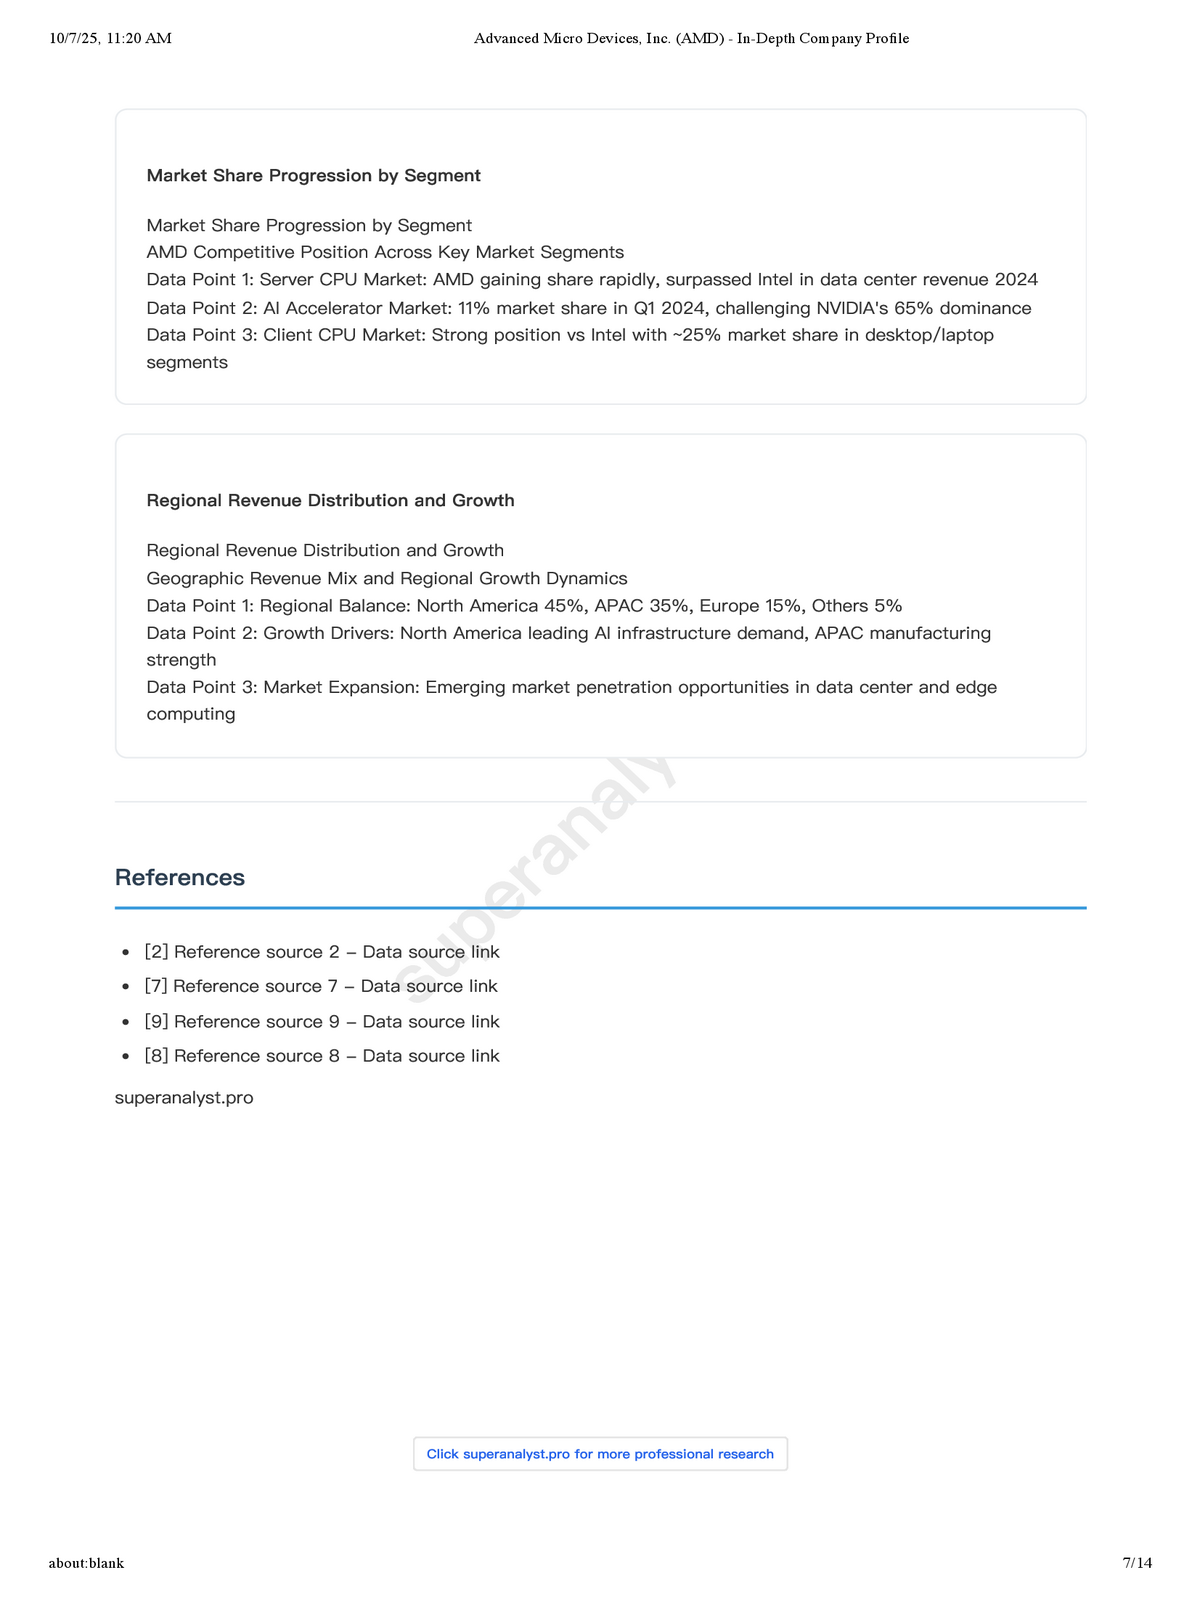 10/7/25, 11:20 AM
Advanced Micro Devices, Inc. (AMD) - In-Depth Company Profile
Market Share Progression by Segment
Market Share Progression by Segment
AMD Competitive Position Across Key Market Segments
Data Point 1: Server CPU Market: AMD gaining share rapidly, surpassed Intel in data center revenue 2024
Data Point 2: AI Accelerator Market: 11% market share in Q1 2024, challenging NVIDIA's 65% dominance
Data Point 3: Client CPU Market: Strong position vs Intel with ~25% market share in desktop/laptop
segments
Regional Revenue Distribution and Growth
Regional Revenue Distribution and Growth
Geographic Revenue Mix and Regional Growth Dynamics
Data Point 1: Regional Balance: North America 45%, APAC 35%, Europe 15%, Others 5%
Data Point 2: Growth Drivers: North America leading AI infrastructure demand, APAC manufacturing
strength
Data Point 3: Market Expansion: Emerging market penetration opportunities in data center and edge
computing
superanaly
References
• [2] Reference source 2 – Data source link
• [7] Reference source 7 – Data source link
• [9] Reference source 9 – Data source link
• [8] Reference source 8 – Data source link
superanalyst.pro
Click superanalyst.pro for more professional research
about:blank
7/14